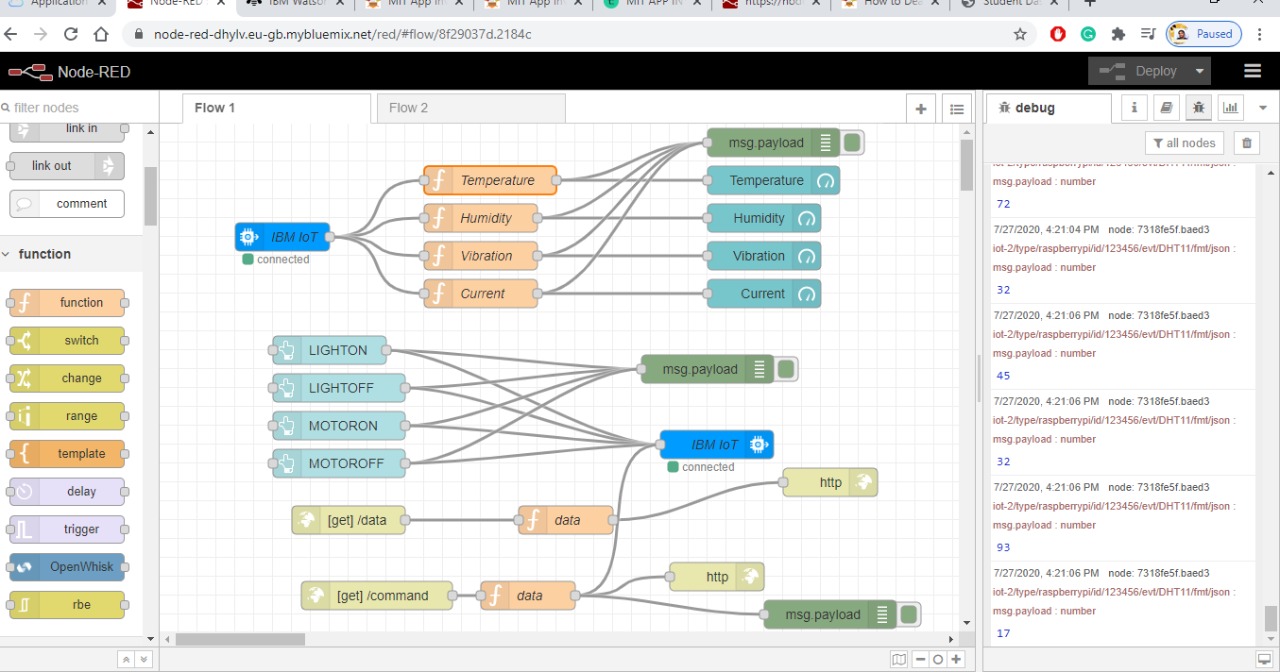 Application
Node-RED
IBM Watson
MIT App In
MIT App In
MIT APP IN
https://nod
How to De
Student Da
node-red-dhylv.eu-gb.mybluemix.net/red/#flow/8f29f37d.2184c
Paused
Node-RED
Deploy
filter nodes
Flow 1
Flow 2
debug
all nodes
link in
link out
comment
function
function
switch
change
range
template
delay
trigger
OpenWhisk
rbe
IBM IoT
connected
Temperature
Humidity
Vibration
Current
msg.payload
Temperature
Humidity
Vibration
Current
LIGHTON
LIGHTOFF
MOTORON
MOTOROFF
msg.payload
IBM IoT
connected
[get] /data
data
http
[get] /command
data
http
msg.payload
iot-2/type/raspberrypi/id/123456/evt/DHT11/fmt/json :
msg.payload : number
72
7/27/2020, 4:21:04 PM node: 7318fe5f.baed3
iot-2/type/raspberrypi/id/123456/evt/DHT11/fmt/json :
msg.payload : number
32
7/27/2020, 4:21:06 PM node: 7318fe5f.baed3
iot-2/type/raspberrypi/id/123456/evt/DHT11/fmt/json :
msg.payload : number
45
7/27/2020, 4:21:06 PM node: 7318fe5f.baed3
iot-2/type/raspberrypi/id/123456/evt/DHT11/fmt/json :
msg.payload : number
32
7/27/2020, 4:21:06 PM node: 7318fe5f.baed3
iot-2/type/raspberrypi/id/123456/evt/DHT11/fmt/json :
msg.payload : number
93
7/27/2020, 4:21:06 PM node: 7318fe5f.baed3
iot-2/type/raspberrypi/id/123456/evt/DHT11/fmt/json :
msg.payload : number
17